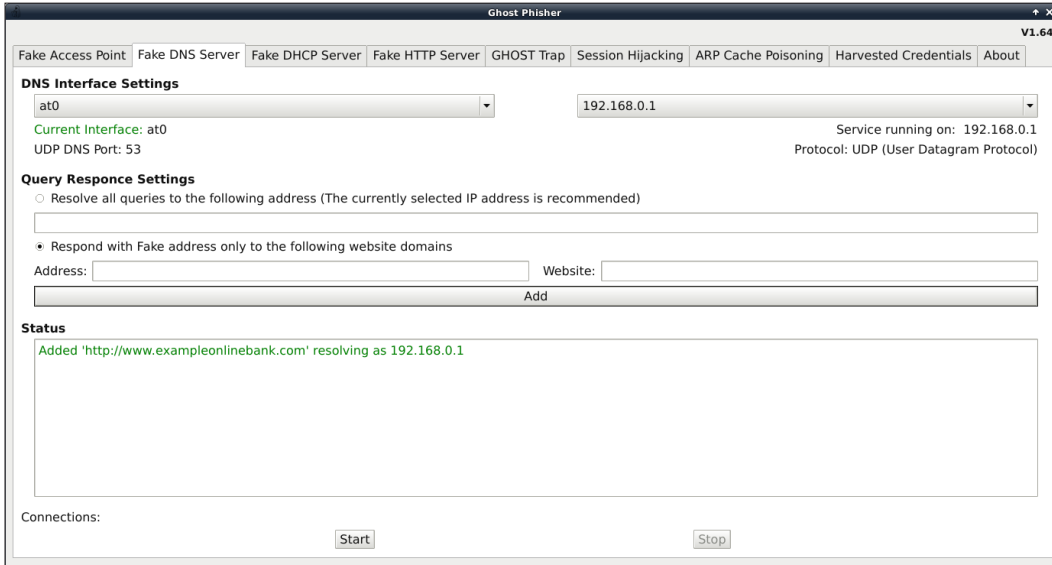 Ghost Phisher
V1.64
Fake Access Point Fake DNS Server Fake DHCP Server Fake HTTP Server GHOST Trap Session Hijacking ARP Cache Poisoning Harvested Credentials About
DNS Interface Settings
at0 192.168.0.1
Current Interface: at0 Service running on: 192.168.0.1
UDP DNS Port: 53 Protocol: UDP (User Datagram Protocol)
Query Responce Settings
Resolve all queries to the following address (The currently selected IP address is recommended)
Respond with Fake address only to the following website domains
Address: Website:
Add
Status
Added 'http://www.exampleonlinebank.com' resolving as 192.168.0.1
Connections:
Start Stop